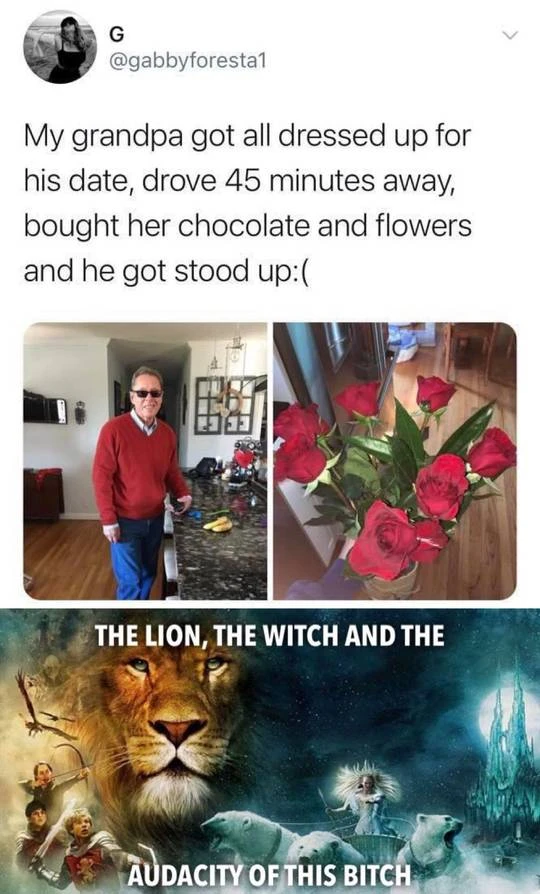 G
@gabbyforesta1
My grandpa got all dressed up for
his date, drove 45 minutes away,
bought her chocolate and flowers
and he got stood up:(
THE LION, THE WITCH AND THE
AUDACITY OF THIS BITCH